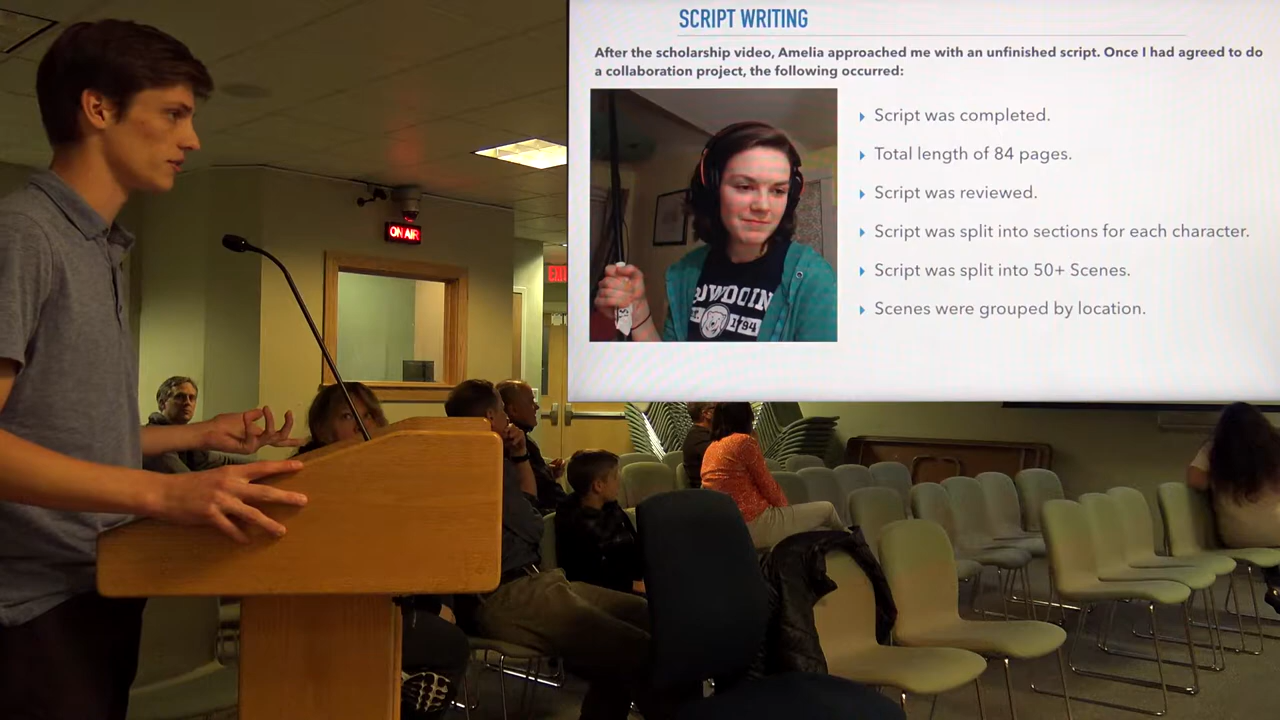 SCRIPT WRITING
After the scholarship video, Amelia approached me with an unfinished script. Once I had agreed to do
a collaboration project, the following occurred:
Script was completed.
Total length of 84 pages.
Script was reviewed.
Script was split into sections for each character.
Script was split into 50+ Scenes.
Scenes were grouped by location.
ON AIR
EXIT